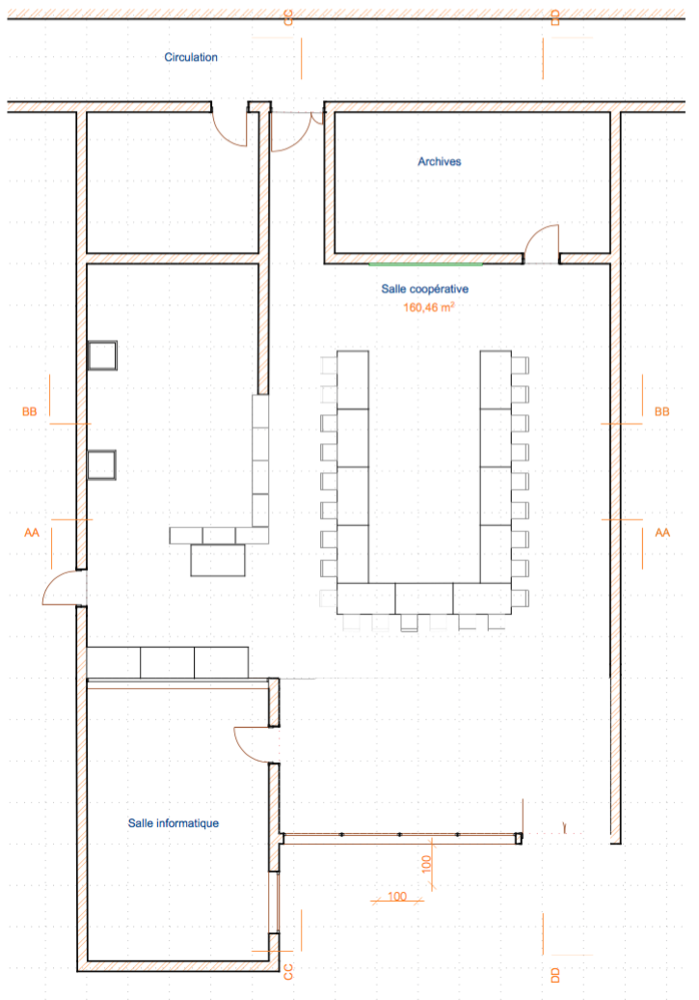 CC
DD
Circulation
Archives
Salle coopérative
160,46 m²
BB
BB
AA
AA
Salle informatique
100
100
CC
DD